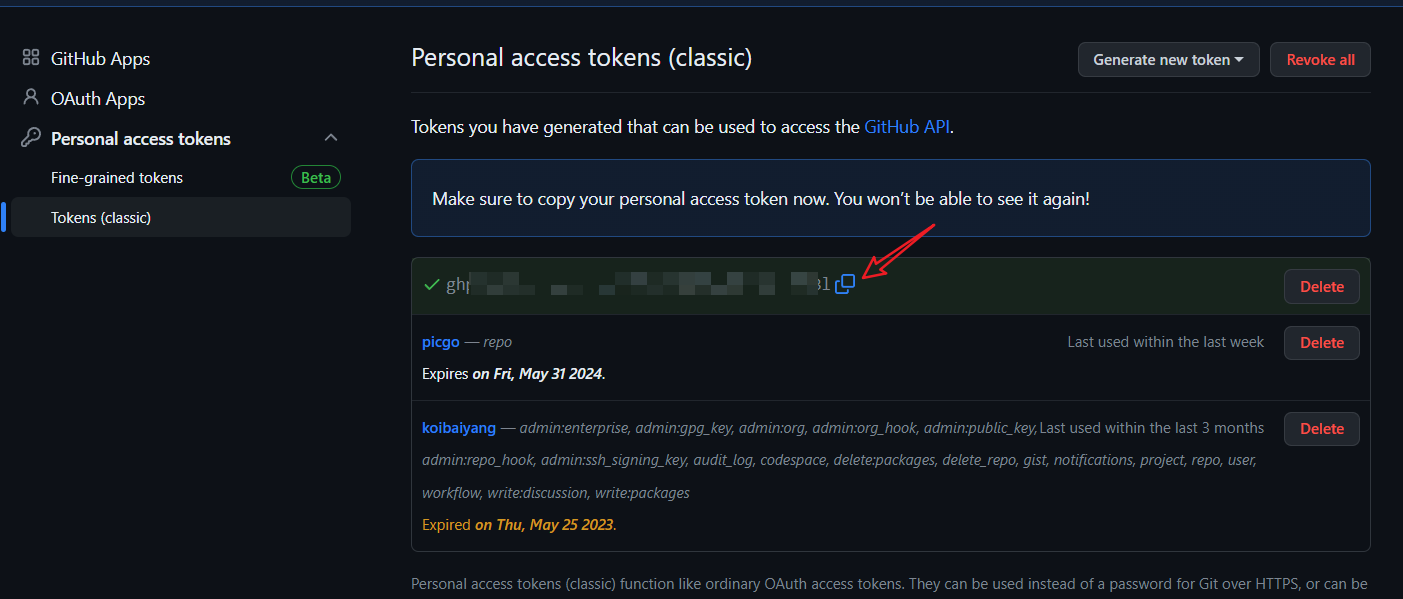 GitHub Apps
OAuth Apps
Personal access tokens
Fine-grained tokens Beta
Tokens (classic)
Personal access tokens (classic)
Generate new token Revoke all
Tokens you have generated that can be used to access the GitHub API.
Make sure to copy your personal access token now. You won’t be able to see it again!
Delete
picgo — repo Last used within the last week Delete
Expires on Fri, May 31 2024.
koibaiyang — admin:enterprise, admin:gpg_key, admin:org, admin:org_hook, admin:public_key, Last used within the last 3 months Delete
admin:repo_hook, admin:ssh_signing_key, audit_log, codespace, delete:packages, delete_repo, gist, notifications, project, repo, user,
workflow, write:discussion, write:packages
Expired on Thu, May 25 2023.
Personal access tokens (classic) function like ordinary OAuth access tokens. They can be used instead of a password for Git over HTTPS, or can be